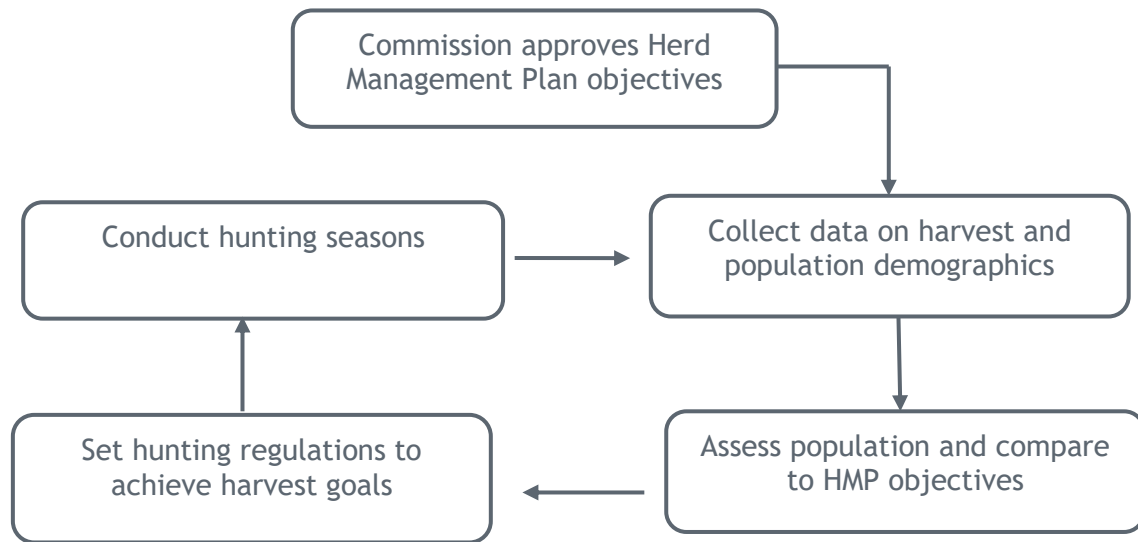 Commission approves Herd
Management Plan objectives
Conduct hunting seasons
Collect data on harvest and
population demographics
Set hunting regulations to
achieve harvest goals
Assess population and compare
to HMP objectives